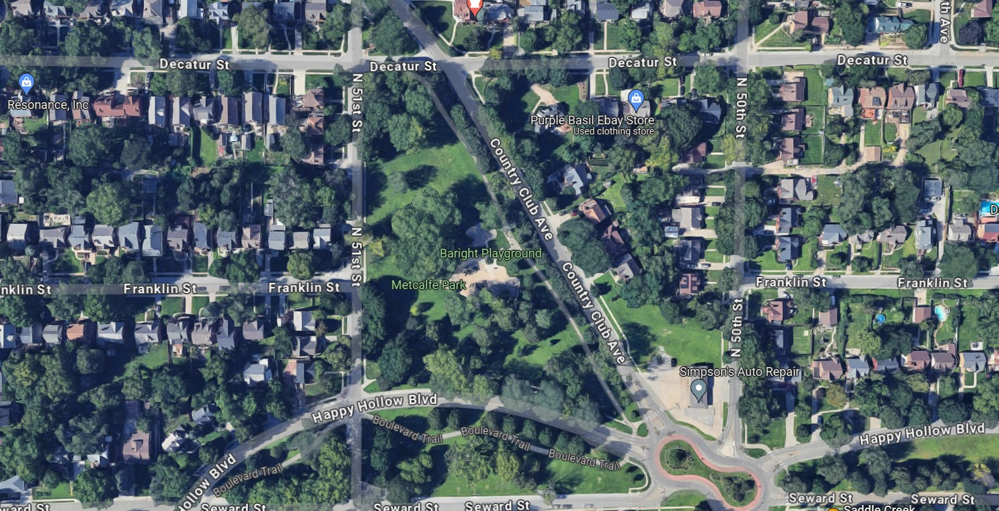 th Ave
Decatur St
Decatur St
Decatur St
Decatur St
N 51st St
N 50th St
Resonance, Inc
Purple Basil Ebay Store
Used clothing store
Country Club Ave
D
N 51st St
Baright Playground
Country Club Ave
Metcalfe Park
nklin St
Franklin St
Franklin St
Franklin St
Franklin St
N 50th St
Simpson's Auto Repair
Happy Hollow Blvd
Boulevard Trail
Boulevard Trail
Boulevard Trail
Happy Hollow Blvd
Hollow Blvd
Boulevard Trail
ward St
Seward St
Seward St
Seward St
Seward St
Seward St
Saddle Creek